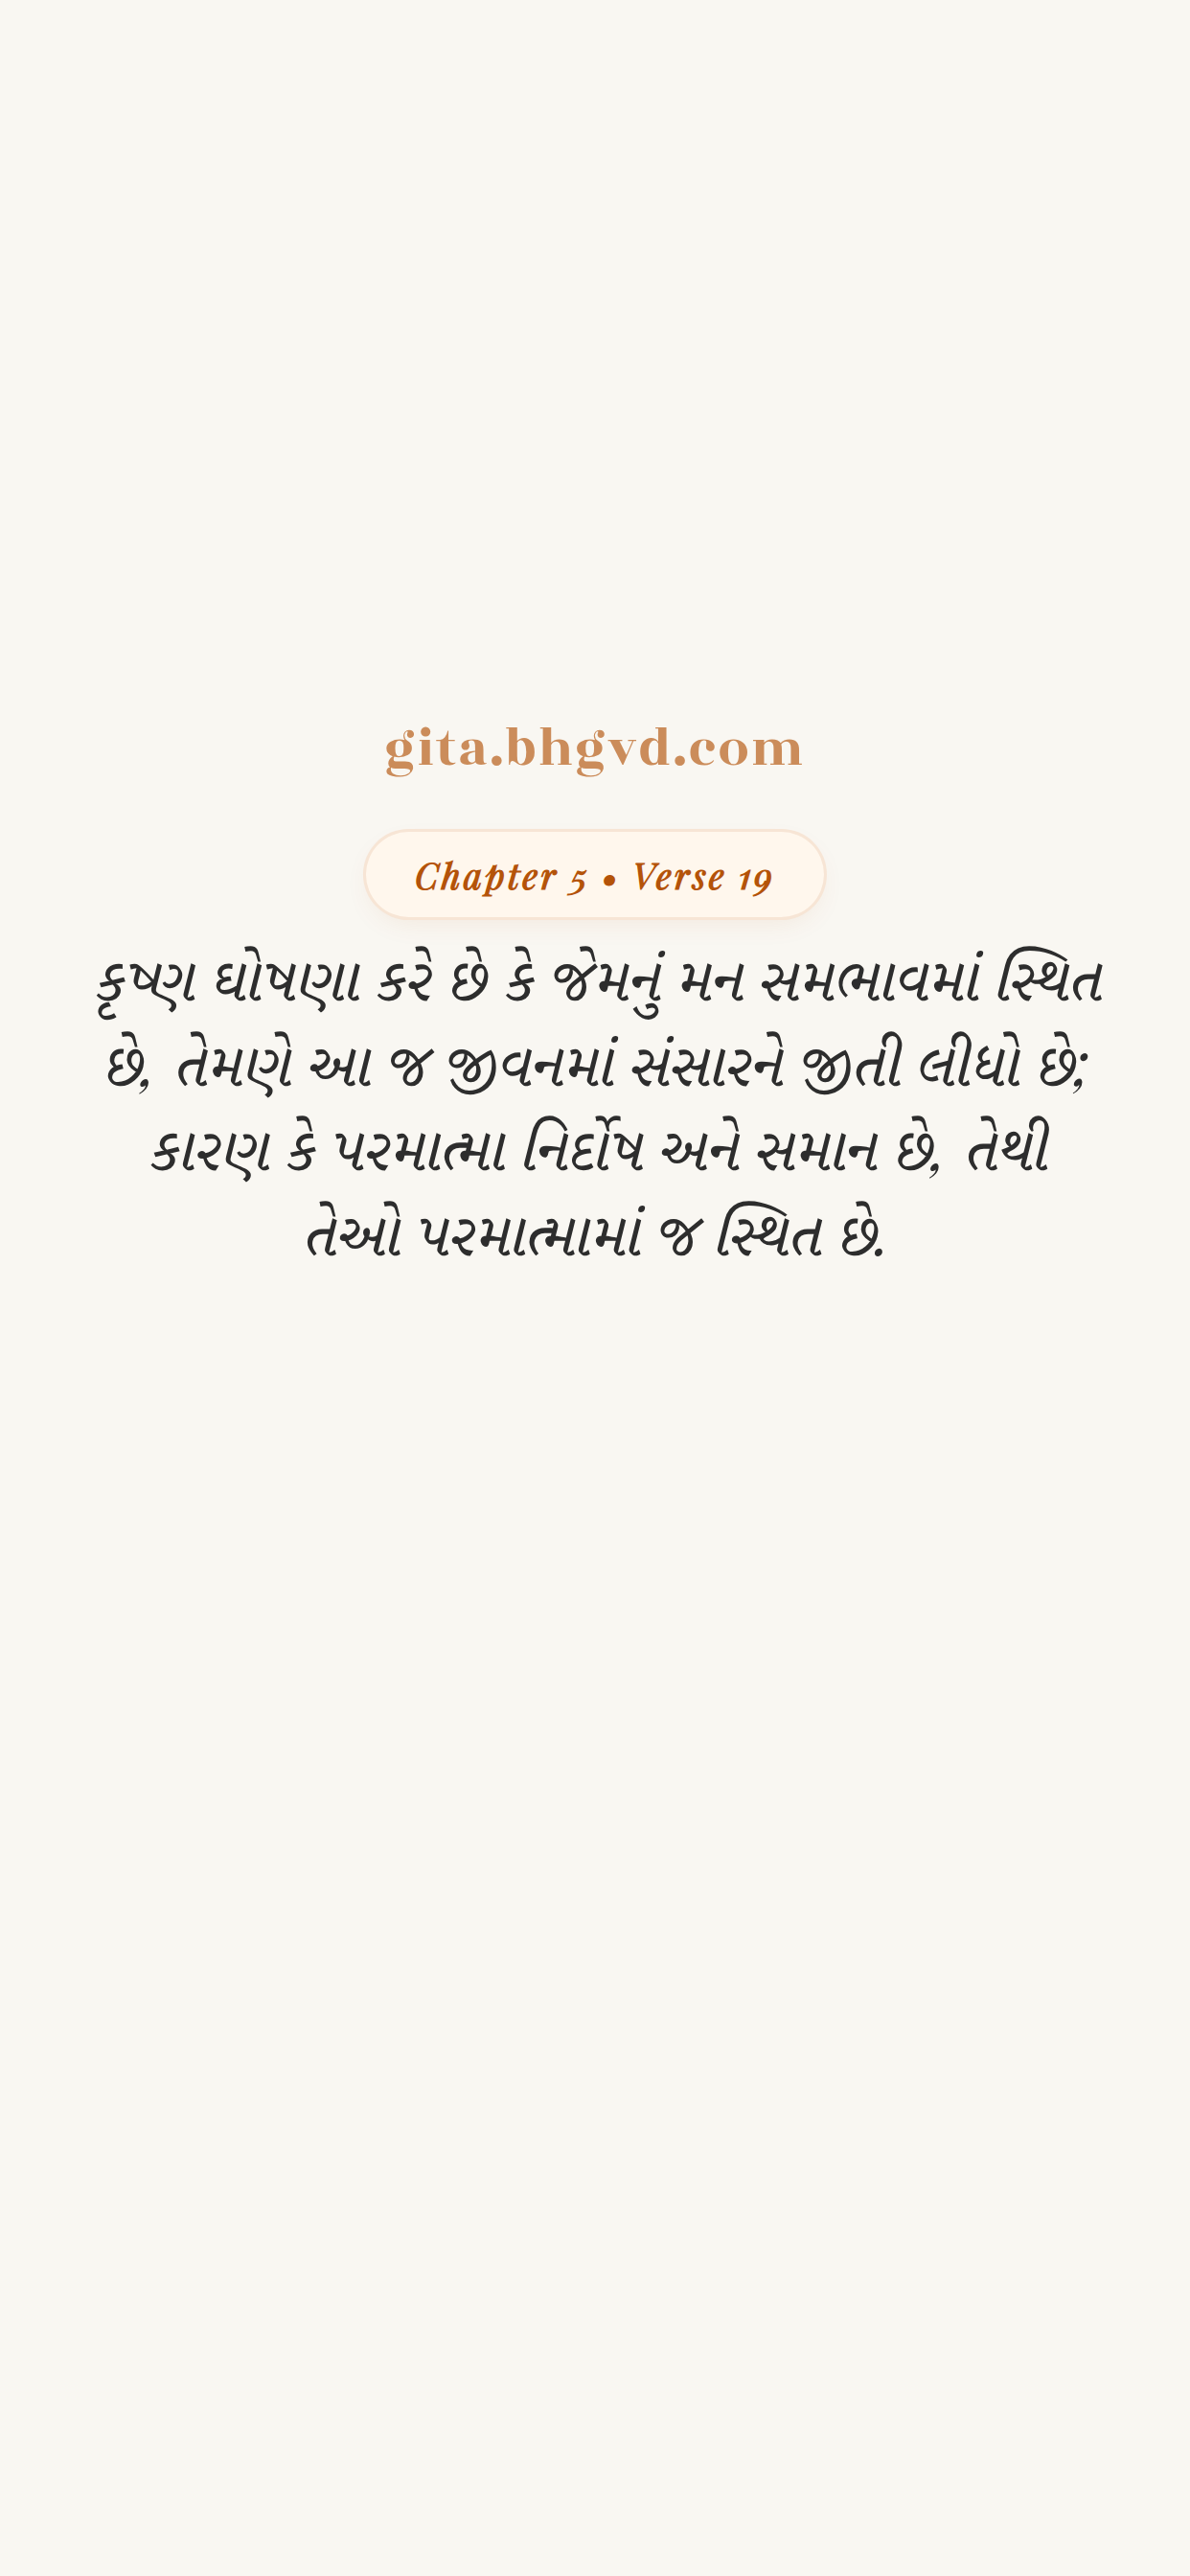 gita.bhgvd.com
Chapter 5 • Verse 19
કૃષ્ણ ઘોષણા કરે છે કે જેમનું મન સમભાવમાં સ્થિત
છે, તેમણે આ જ જીવનમાં સંસારને જીતી લીધો છે;
કારણ કે પરમાત્મા નિર્દોષ અને સમાન છે, તેથી
તેઓ પરમાત્મામાં જ સ્થિત છે.